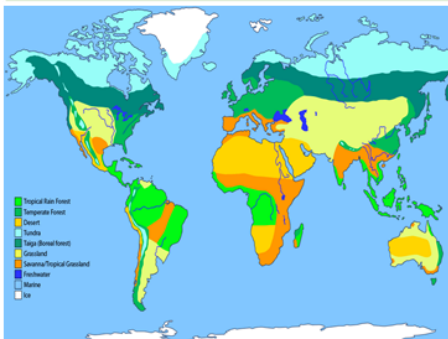 Tropical Rain Forest
Temperate Forest
Desert
Tundra
Taiga (Boreal forest)
Grassland
Savanna/Tropical Grassland
Freshwater
Marine
Ice